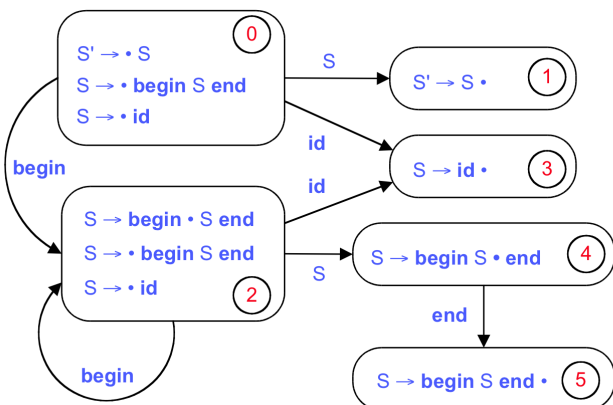 0
S' → • S
S → • begin S end
S → • id
S
S' → S •
1
id
S → id •
3
id
begin
S → begin • S end
S → • begin S end
S → • id
2
S
S → begin S • end
4
end
begin
S → begin S end •
5